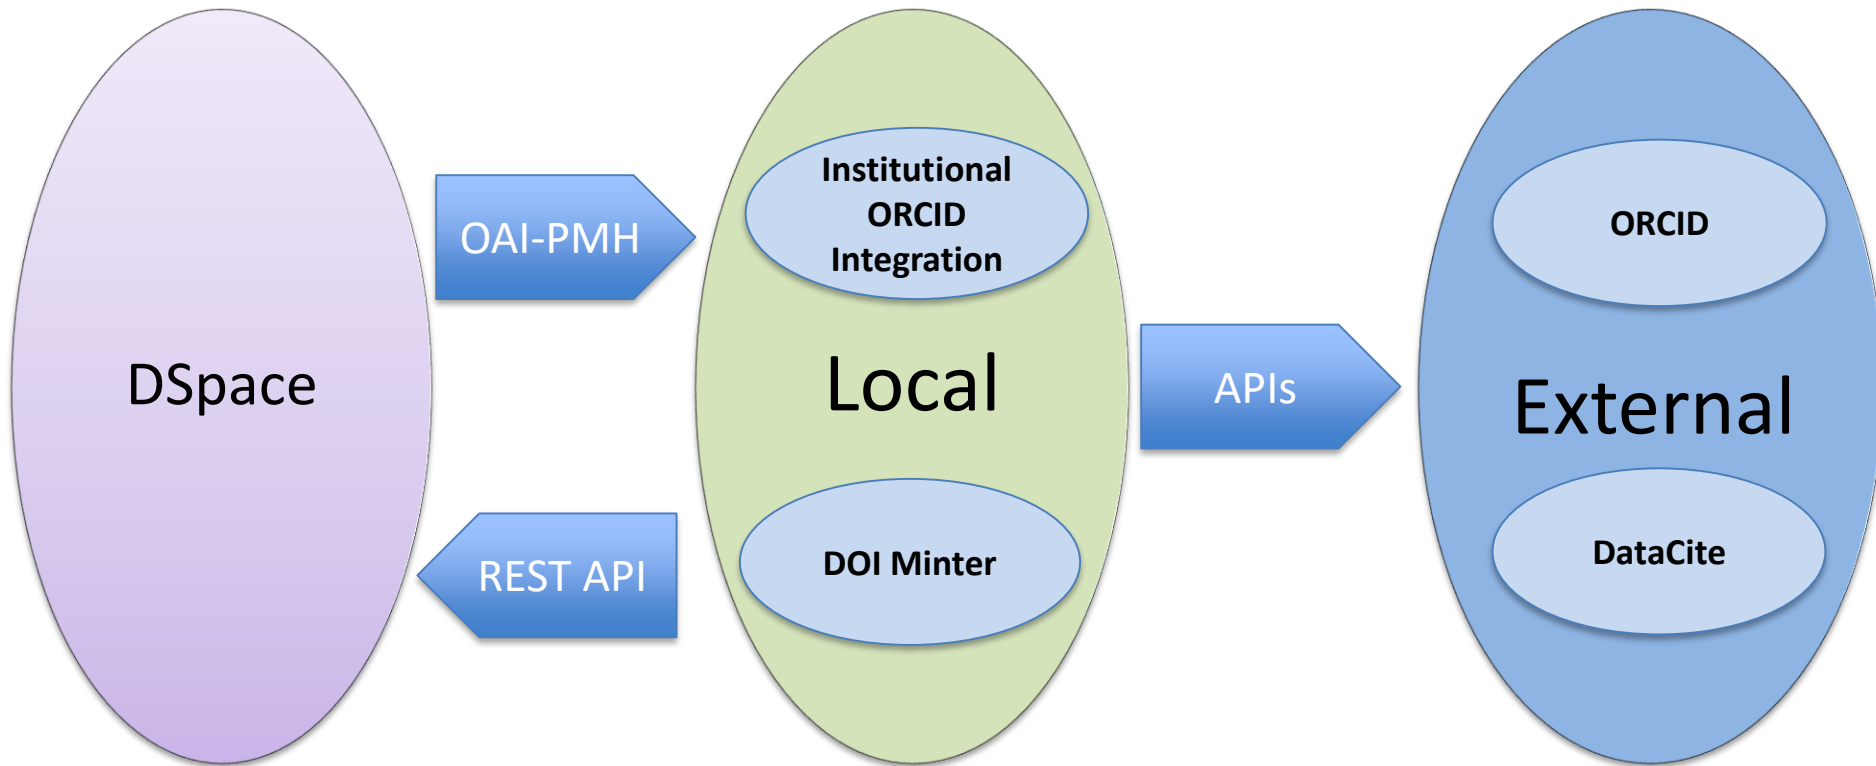 DSpace
OAI-PMH
REST API
Institutional
ORCID
Integration
Local
DOI Minter
APIs
ORCID
External
DataCite